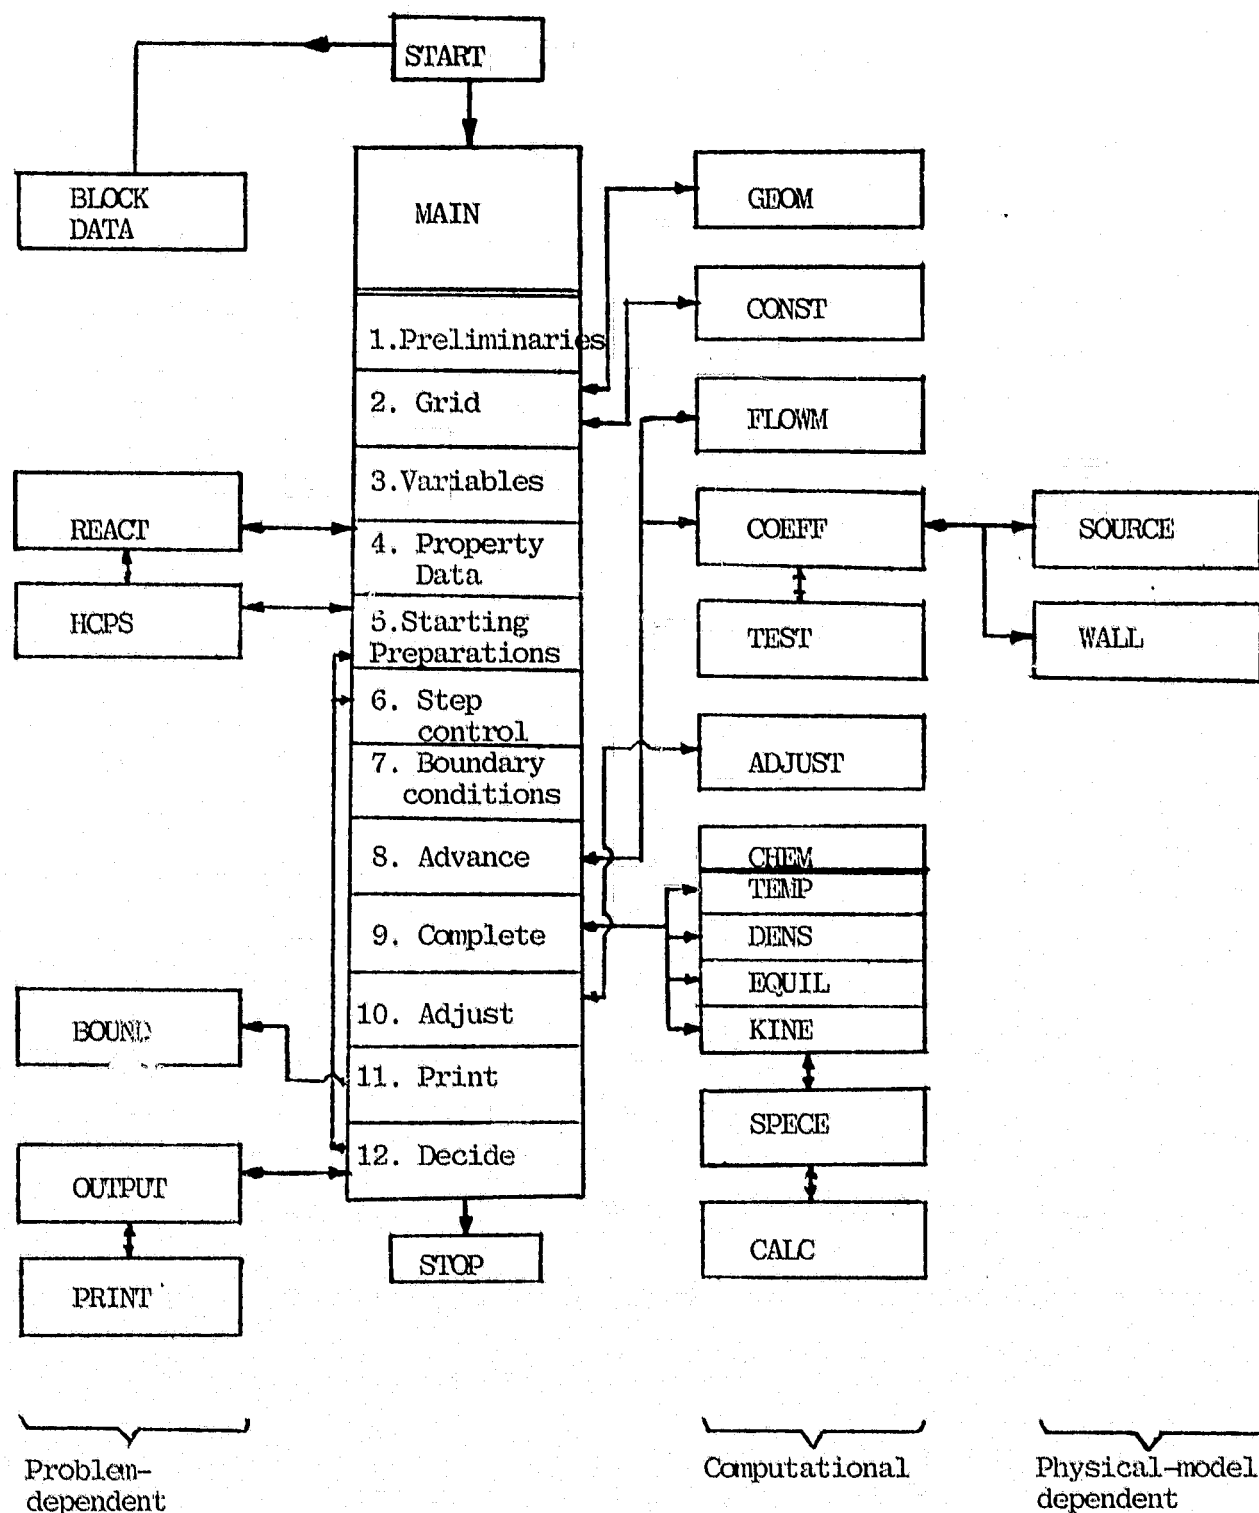 START
BLOCK
DATA
MAIN
1.Preliminaries
2. Grid
3.Variables
4. Property
Data
5.Starting
Preparations
6. Step
control
7. Boundary
conditions
8. Advance
9. Complete
10. Adjust
11. Print
12. Decide
STOP
REACT
HCPS
BOUND
OUTPUT
PRINT
GEOM
CONST
FLOWM
COEFF
TEST
ADJUST
CHEM
TEMP
DENS
EQUIL
KINE
SPECE
CALC
SOURCE
WALL
Problem-
dependent
Computational
Physical-model
dependent